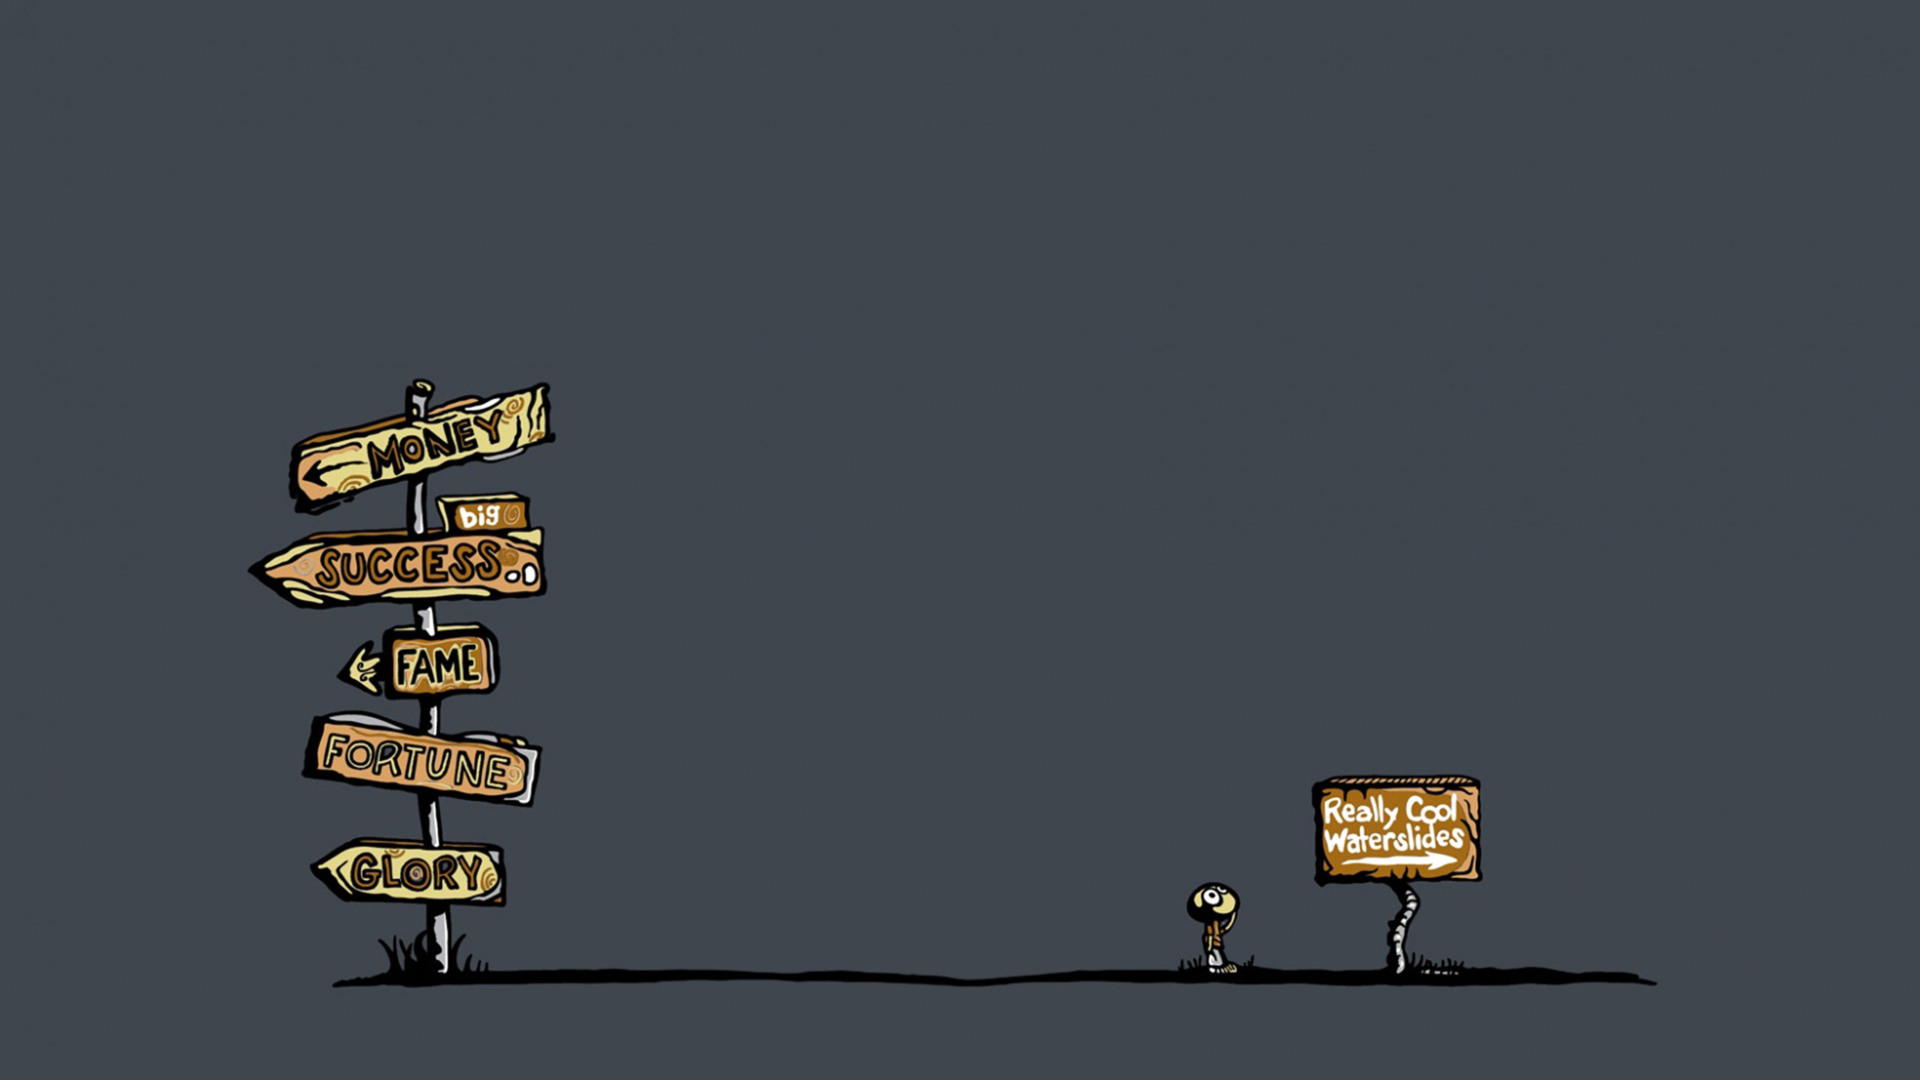 MONEY
big
SUCCESS
FAME
FORTUNE
GLORY
Really Cool
Waterslides